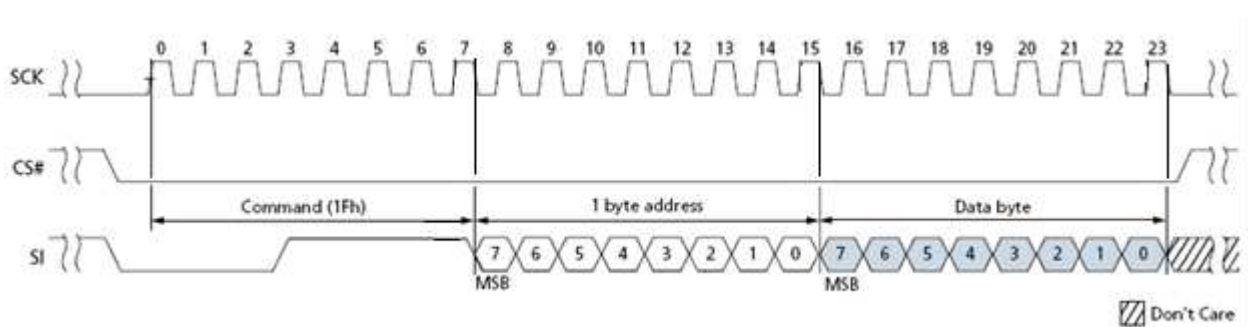 0 1 2 3 4 5 6 7 8 9 10 11 12 13 14 15 16 17 18 19 20 21 22 23
SCK
CS#
Command (1Fh) 1 byte address Data byte
SI 7 6 5 4 3 2 1 0 7 6 5 4 3 2 1 0
MSB MSB
Don't Care